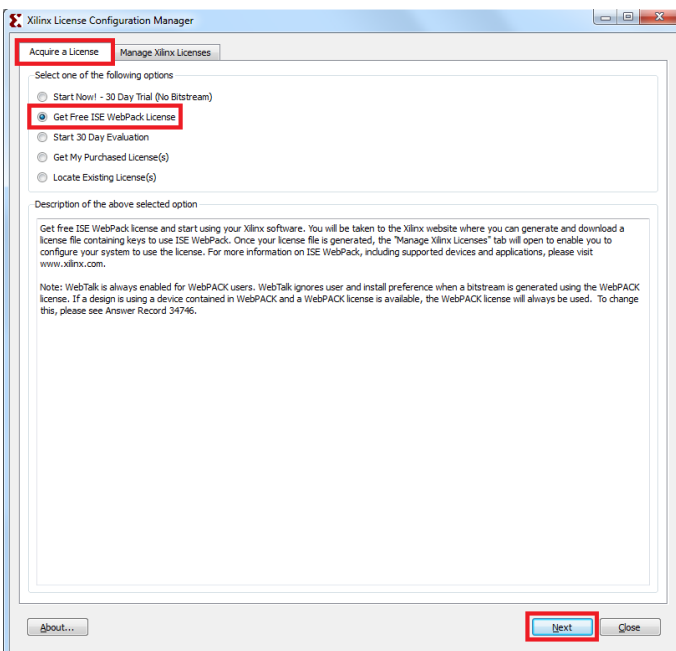 Xilinx License Configuration Manager
Acquire a License
Manage Xilinx Licenses
Select one of the following options
Start Now! - 30 Day Trial (No Bitstream)
Get Free ISE WebPack License
Start 30 Day Evaluation
Get My Purchased License(s)
Locate Existing License(s)
Description of the above selected option
Get free ISE WebPack license and start using your Xilinx software. You will be taken to the Xilinx website where you can generate and download a
license file containing keys to use ISE WebPack. Once your license file is generated, the "Manage Xilinx Licenses" tab will open to enable you to
configure your system to use the license. For more information on ISE WebPack, including supported devices and applications, please visit
www.xilinx.com.
Note: WebTalk is always enabled for WebPACK users. WebTalk ignores user and install preference when a bitstream is generated using the WebPACK
license. If a design is using a device contained in WebPACK and a WebPACK license is available, the WebPACK license will always be used. To change
this, please see Answer Record 34746.
About...
Next
Close